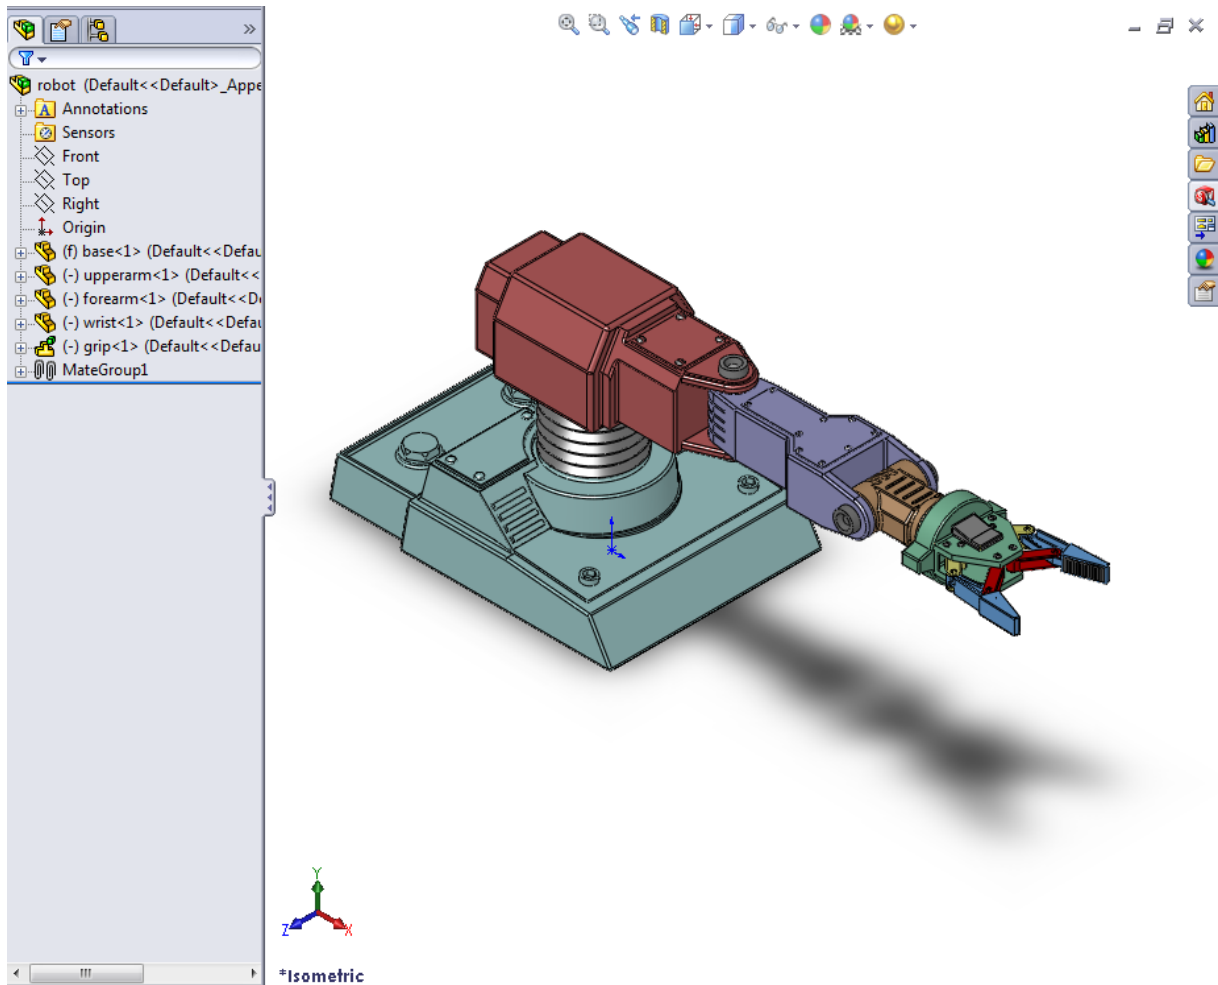 robot (Default<<Default>_Appe
Annotations
Sensors
Front
Top
Right
Origin
(f) base<1> (Default<<Defau
(-) upperarm<1> (Default<<
(-) forearm<1> (Default<<De
(-) wrist<1> (Default<<Defau
(-) grip<1> (Default<<Defau
MateGroup1
Y
Z
X
*Isometric